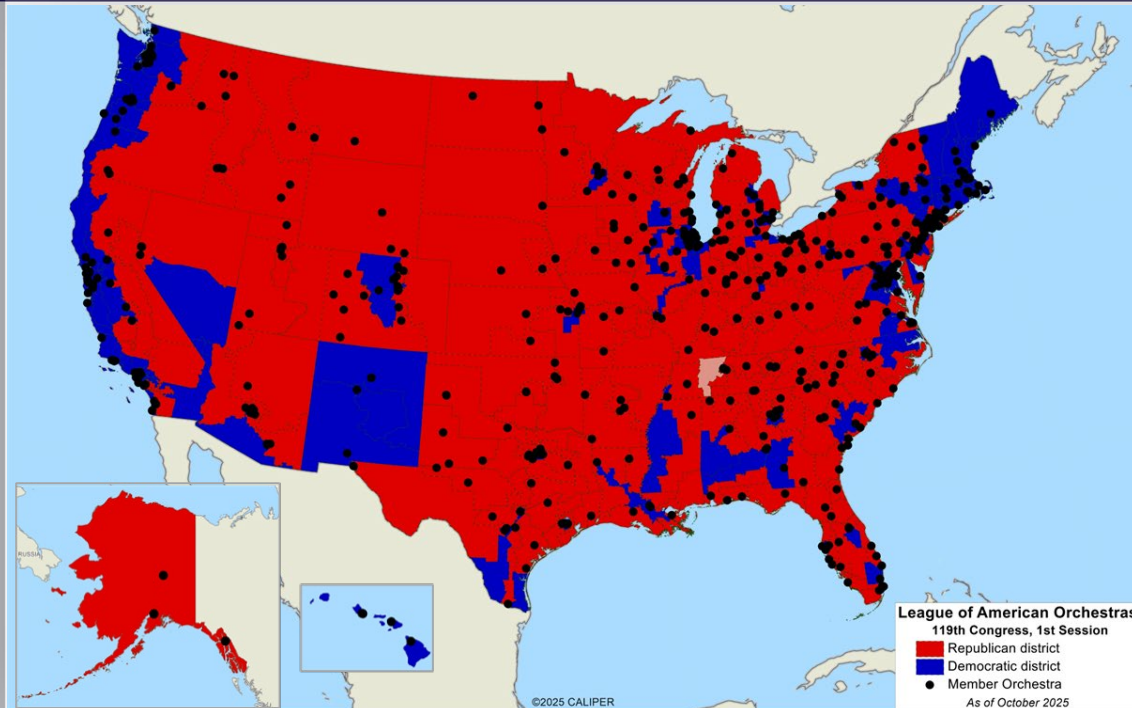 RUSSIA
©2025 CALIPER
League of American Orchestras
119th Congress, 1st Session
Republican district
Democratic district
Member Orchestra
As of October 2025